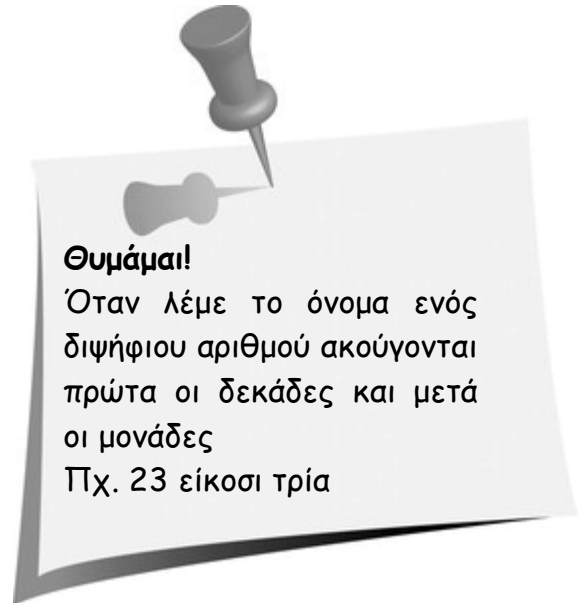 Θυμάμαι!
Όταν λέμε το όνομα ενός
διψήφιου αριθμού ακούγονται
πρώτα οι δεκάδες και μετά
οι μονάδες
Πχ. 23 είκοσι τρία